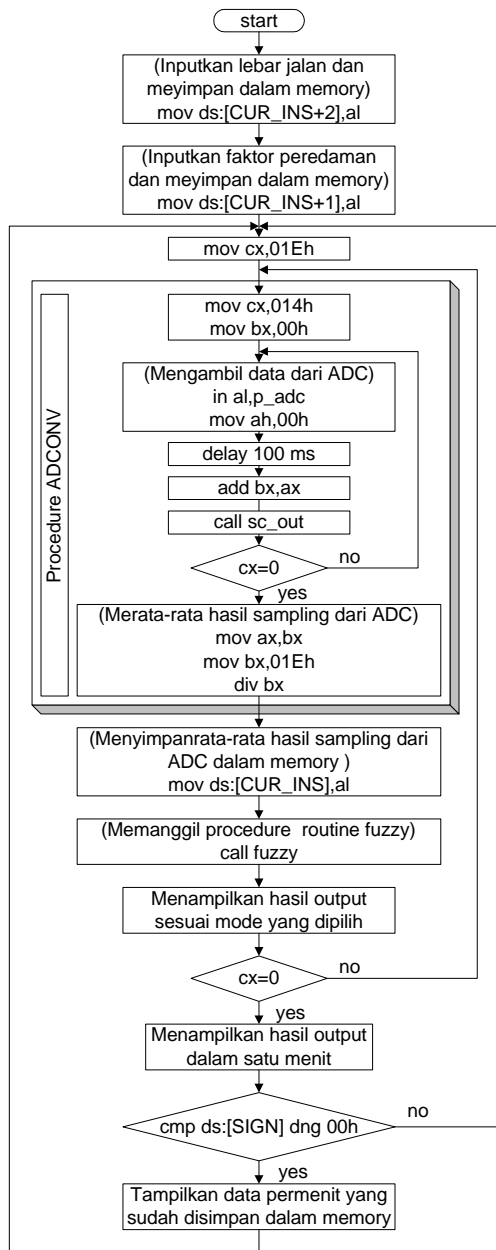 start
(Inputkan lebar jalan dan
meyimpan dalam memory)
mov ds:[CUR_INS+2],al
(Inputkan faktor peredaman
dan meyimpan dalam memory)
mov ds:[CUR_INS+1],al
mov cx,01Eh
Procedure ADCONV
mov cx,014h
mov bx,00h
(Mengambil data dari ADC)
in al,p_adc
mov ah,00h
delay 100 ms
add bx,ax
call sc_out
cx=0
no
yes
(Merata-rata hasil sampling dari ADC)
mov ax,bx
mov bx,01Eh
div bx
(Menyimpanrata-rata hasil sampling dari
ADC dalam memory )
mov ds:[CUR_INS],al
(Memanggil procedure routine fuzzy)
call fuzzy
Menampilkan hasil output
sesuai mode yang dipilih
cx=0
no
yes
Menampilkan hasil output
dalam satu menit
cmp ds:[SIGN] dng 00h
no
yes
Tampilkan data permenit yang
sudah disimpan dalam memory